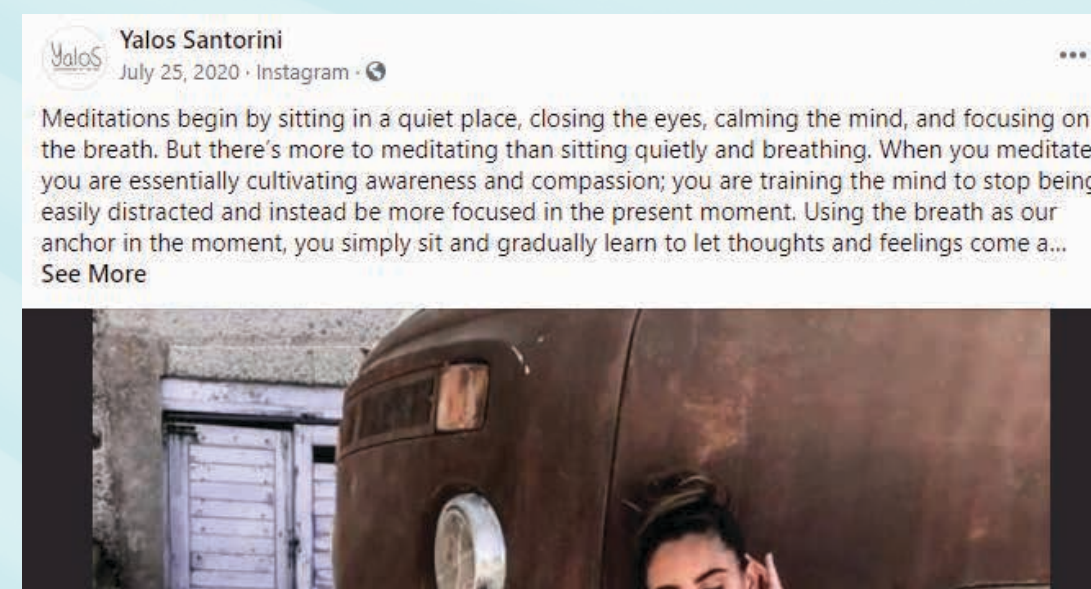 Yalos
Yalos Santorini
July 25, 2020 · Instagram ·
Meditations begin by sitting in a quiet place, closing the eyes, calming the mind, and focusing on
the breath. But there's more to meditating than sitting quietly and breathing. When you meditate
you are essentially cultivating awareness and compassion; you are training the mind to stop being
easily distracted and instead be more focused in the present moment. Using the breath as our
anchor in the moment, you simply sit and gradually learn to let thoughts and feelings come a...
See More